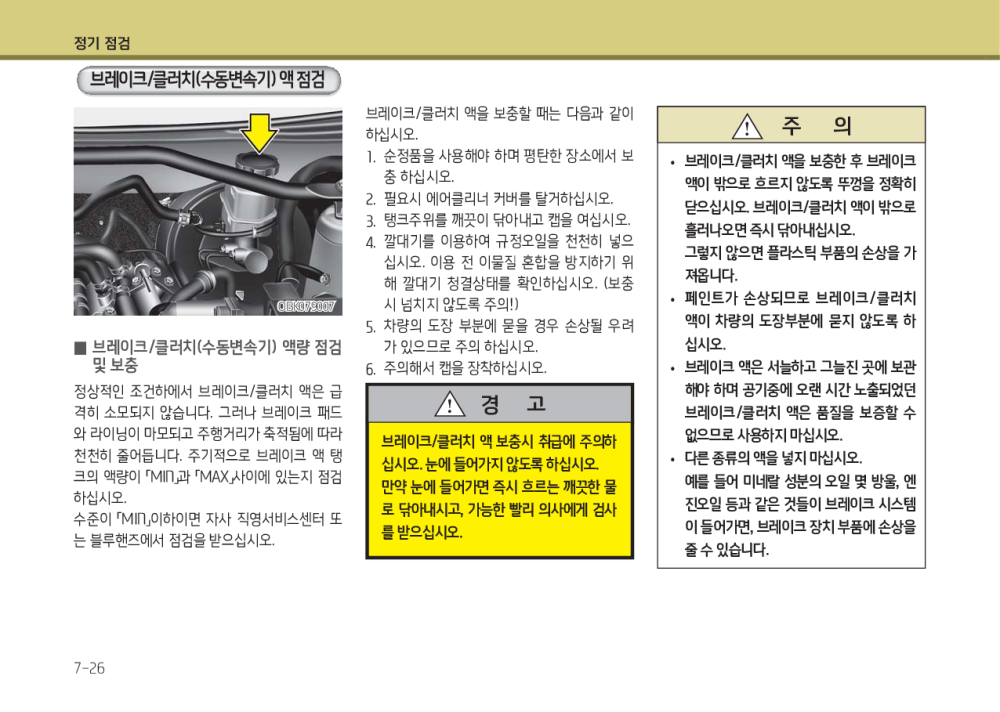 정기 점검
브레이크/클러치(수동변속기) 액 점검
OBK079007
■ 브레이크/클러치(수동변속기) 액량 점검
및 보충
정상적인 조건하에서 브레이크/클러치 액은 급
격히 소모되지 않습니다. 그러나 브레이크 패드
와 라이닝이 마모되고 주행거리가 축적됨에 따라
천천히 줄어듭니다. 주기적으로 브레이크 액 탱
크의 액량이 「MIN」과 「MAX」사이에 있는지 점검
하십시오.
수준이 「MIN」이하이면 자사 직영서비스센터 또
는 블루핸즈에서 점검을 받으십시오.
브레이크/클러치 액을 보충할 때는 다음과 같이
하십시오.
1. 순정품을 사용해야 하며 평탄한 장소에서 보
충 하십시오.
2. 필요시 에어클리너 커버를 탈거하십시오.
3. 탱크주위를 깨끗이 닦아내고 캡을 여십시오.
4. 깔대기를 이용하여 규정오일을 천천히 넣으
십시오. 이용 전 이물질 혼합을 방지하기 위
해 깔대기 청결상태를 확인하십시오. (보충
시 넘치지 않도록 주의!)
5. 차량의 도장 부분에 묻을 경우 손상될 우려
가 있으므로 주의 하십시오.
6. 주의해서 캡을 장착하십시오.
경 고
브레이크/클러치 액 보충시 취급에 주의하
십시오. 눈에 들어가지 않도록 하십시오.
만약 눈에 들어가면 즉시 흐르는 깨끗한 물
로 닦아내시고, 가능한 빨리 의사에게 검사
를 받으십시오.
주 의
• 브레이크/클러치 액을 보충한 후 브레이크
액이 밖으로 흐르지 않도록 뚜껑을 정확히
닫으십시오. 브레이크/클러치 액이 밖으로
흘러나오면 즉시 닦아내십시오.
그렇지 않으면 플라스틱 부품의 손상을 가
져옵니다.
• 페인트가 손상되므로 브레이크/클러치
액이 차량의 도장부분에 묻지 않도록 하
십시오.
• 브레이크 액은 서늘하고 그늘진 곳에 보관
해야 하며 공기중에 오랜 시간 노출되었던
브레이크/클러치 액은 품질을 보증할 수
없으므로 사용하지 마십시오.
• 다른 종류의 액을 넣지 마십시오.
예를 들어 미네랄 성분의 오일 몇 방울, 엔
진오일 등과 같은 것들이 브레이크 시스템
이 들어가면, 브레이크 장치 부품에 손상을
줄 수 있습니다.
7-26